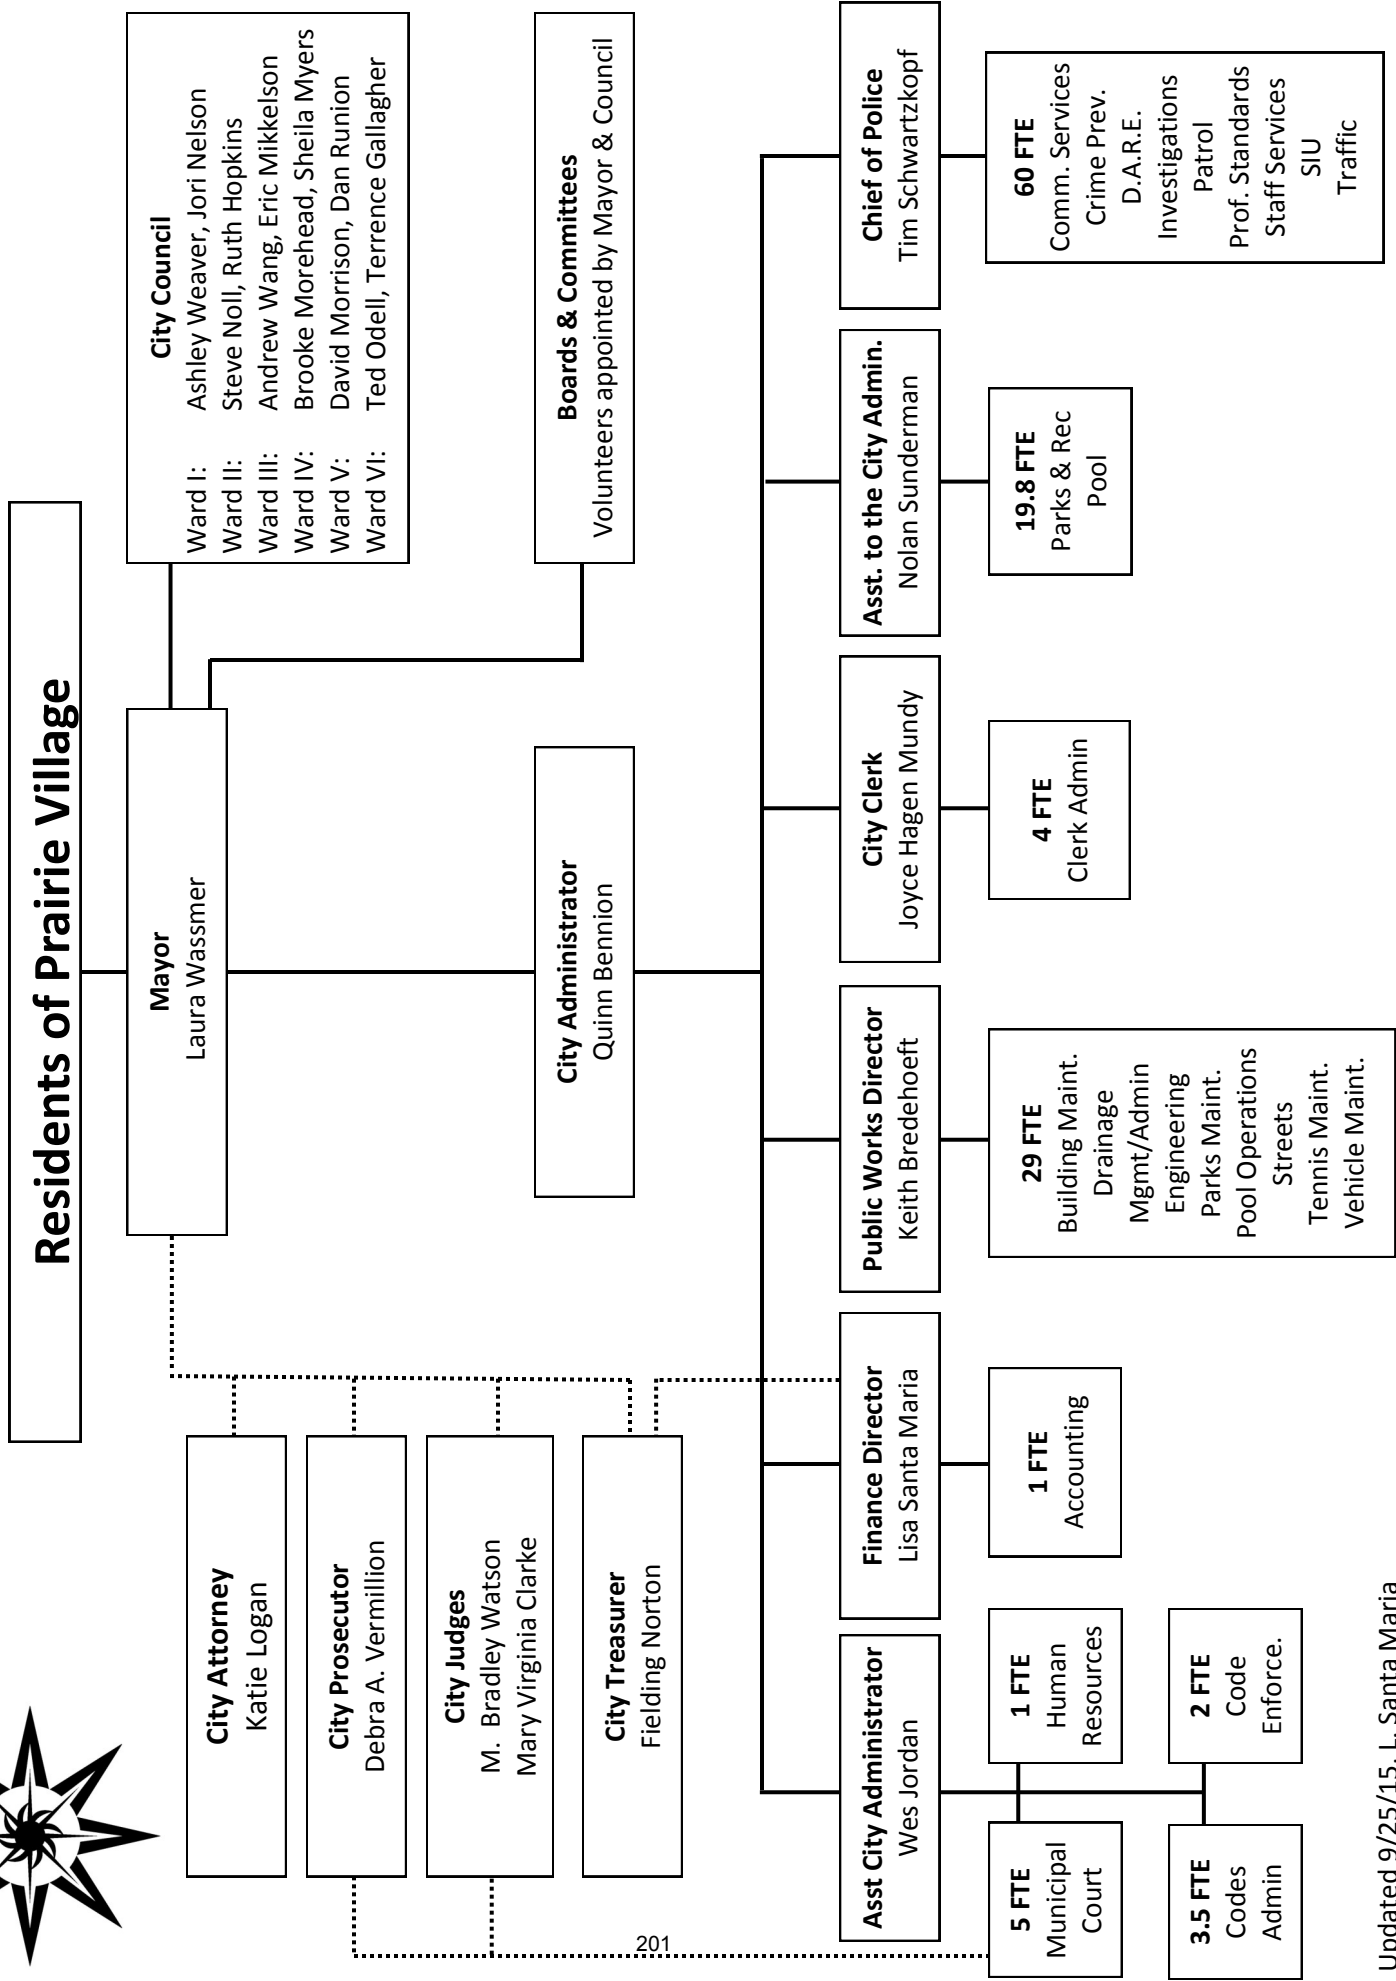 Residents of Prairie Village
Mayor
Laura Wassmer
City Council
Ward I: Ashley Weaver, Jori Nelson
Ward II: Steve Noll, Ruth Hopkins
Ward III: Andrew Wang, Eric Mikkelson
Ward IV: Brooke Morehead, Sheila Myers
Ward V: David Morrison, Dan Runion
Ward VI: Ted Odell, Terrence Gallagher
City Attorney
Katie Logan
City Prosecutor
Debra A. Vermillion
City Judges
M. Bradley Watson
Mary Virginia Clarke
City Treasurer
Fielding Norton
City Administrator
Quinn Bennion
Boards & Committees
Volunteers appointed by Mayor & Council
Asst City Administrator
Wes Jordan
Finance Director
Lisa Santa Maria
Public Works Director
Keith Bredehoeft
City Clerk
Joyce Hagen Mundy
Asst. to the City Admin.
Nolan Sunderman
Chief of Police
Tim Schwartzkopf
5 FTE
Municipal
Court
1 FTE
Human
Resources
3.5 FTE
Codes
Admin
2 FTE
Code
Enforce.
1 FTE
Accounting
29 FTE
Building Maint.
Drainage
Mgmt/Admin
Engineering
Parks Maint.
Pool Operations
Streets
Tennis Maint.
Vehicle Maint.
4 FTE
Clerk Admin
19.8 FTE
Parks & Rec
Pool
60 FTE
Comm. Services
Crime Prev.
D.A.R.E.
Investigations
Patrol
Prof. Standards
Staff Services
SIU
Traffic
Updated 9/25/15, L. Santa Maria
201